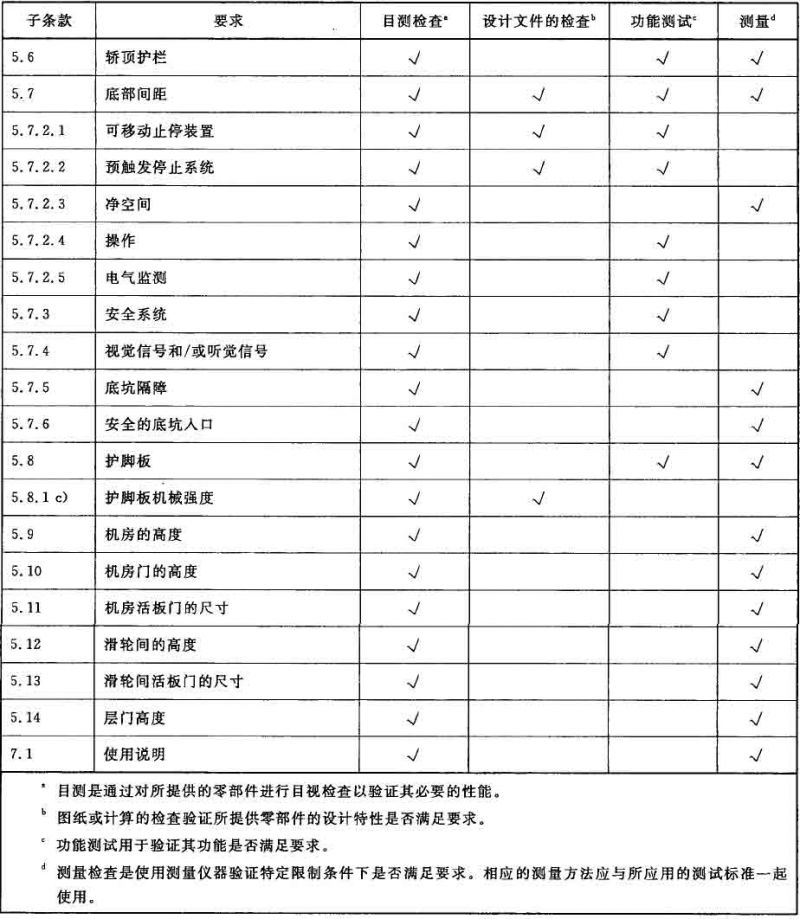 子条款 要求 目测检查a 设计文件的检查b 功能测试c 测量d
5.6 轿顶护栏 √ √ √
5.7 底部间距 √ √ √ √
5.7.2.1 可移动止停装置 √ √ √
5.7.2.2 预触发停止系统 √ √ √
5.7.2.3 净空间 √ √
5.7.2.4 操作 √ √
5.7.2.5 电气监测 √ √
5.7.3 安全系统 √ √
5.7.4 视觉信号和/或听觉信号 √ √
5.7.5 底坑隔障 √ √
5.7.6 安全的底坑入口 √ √
5.8 护脚板 √ √ √
5.8.1 c) 护脚板机械强度 √ √
5.9 机房的高度 √ √
5.10 机房门的高度 √ √
5.11 机房活板门的尺寸 √ √
5.12 滑轮间的高度 √ √
5.13 滑轮间活板门的尺寸 √ √
5.14 层门高度 √ √
7.1 使用说明 √ √
a 目测是通过对所提供的零部件进行目视检查以验证其必要的性能。
b 图纸或计算的检查验证所提供零部件的设计特性是否满足要求。
c 功能测试用于验证其功能是否满足要求。
d 测量检查是使用测量仪器验证特定限制条件下是否满足要求。相应的测量方法应与所应用的测试标准一起
使用。